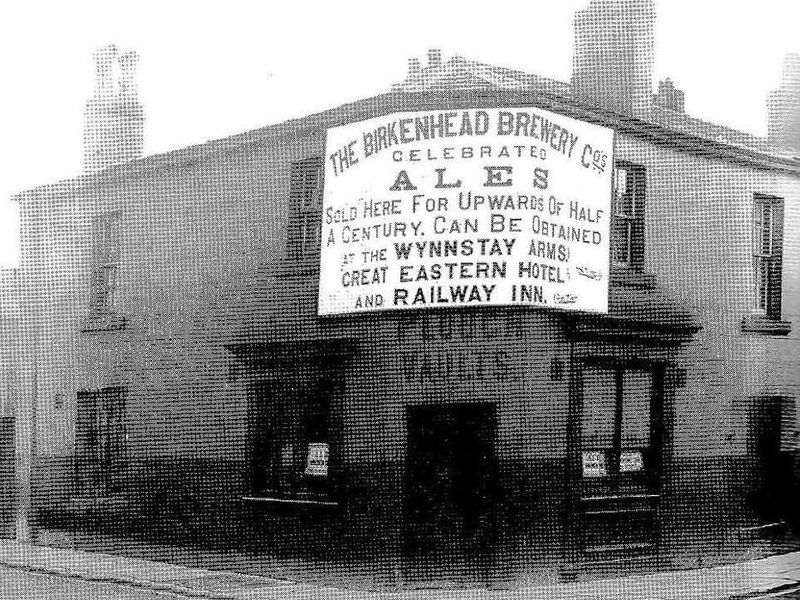 THE BIRKENHEAD BREWERY Co's
CELEBRATED
ALES
SOLD HERE FOR UPWARDS OF HALF
A CENTURY, CAN BE OBTAINED
AT THE WYNNSTAY ARMS,
GREAT EASTERN HOTEL
AND RAILWAY INN.
PLOUGH
VAULTS.